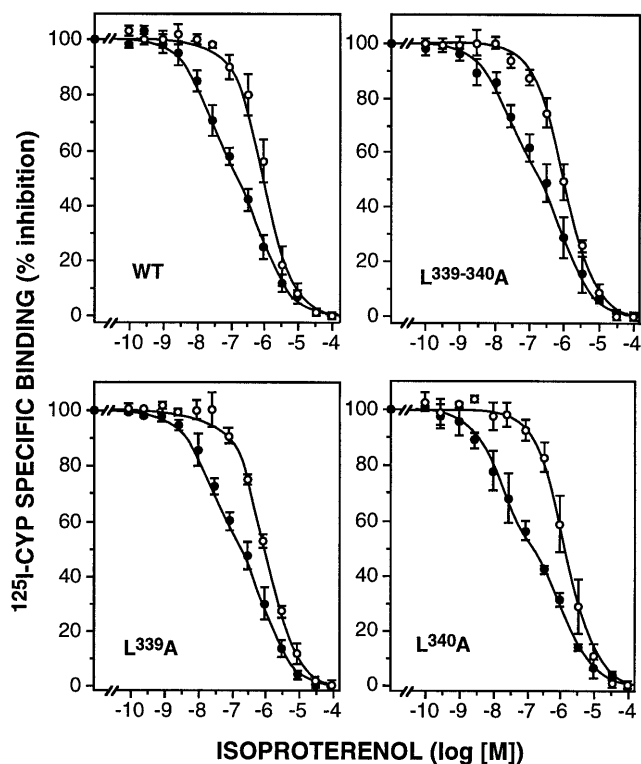 ¹²⁵I-CYP SPECIFIC BINDING (% inhibition)
100
80
60
40
20
0
WT
-10 -9 -8 -7 -6 -5 -4
100
80
60
40
20
0
L³³⁹⁻³⁴⁰A
-10 -9 -8 -7 -6 -5 -4
100
80
60
40
20
0
L³³⁹A
-10 -9 -8 -7 -6 -5 -4
100
80
60
40
20
0
L³⁴⁰A
-10 -9 -8 -7 -6 -5 -4
ISOPROTERENOL (log [M])